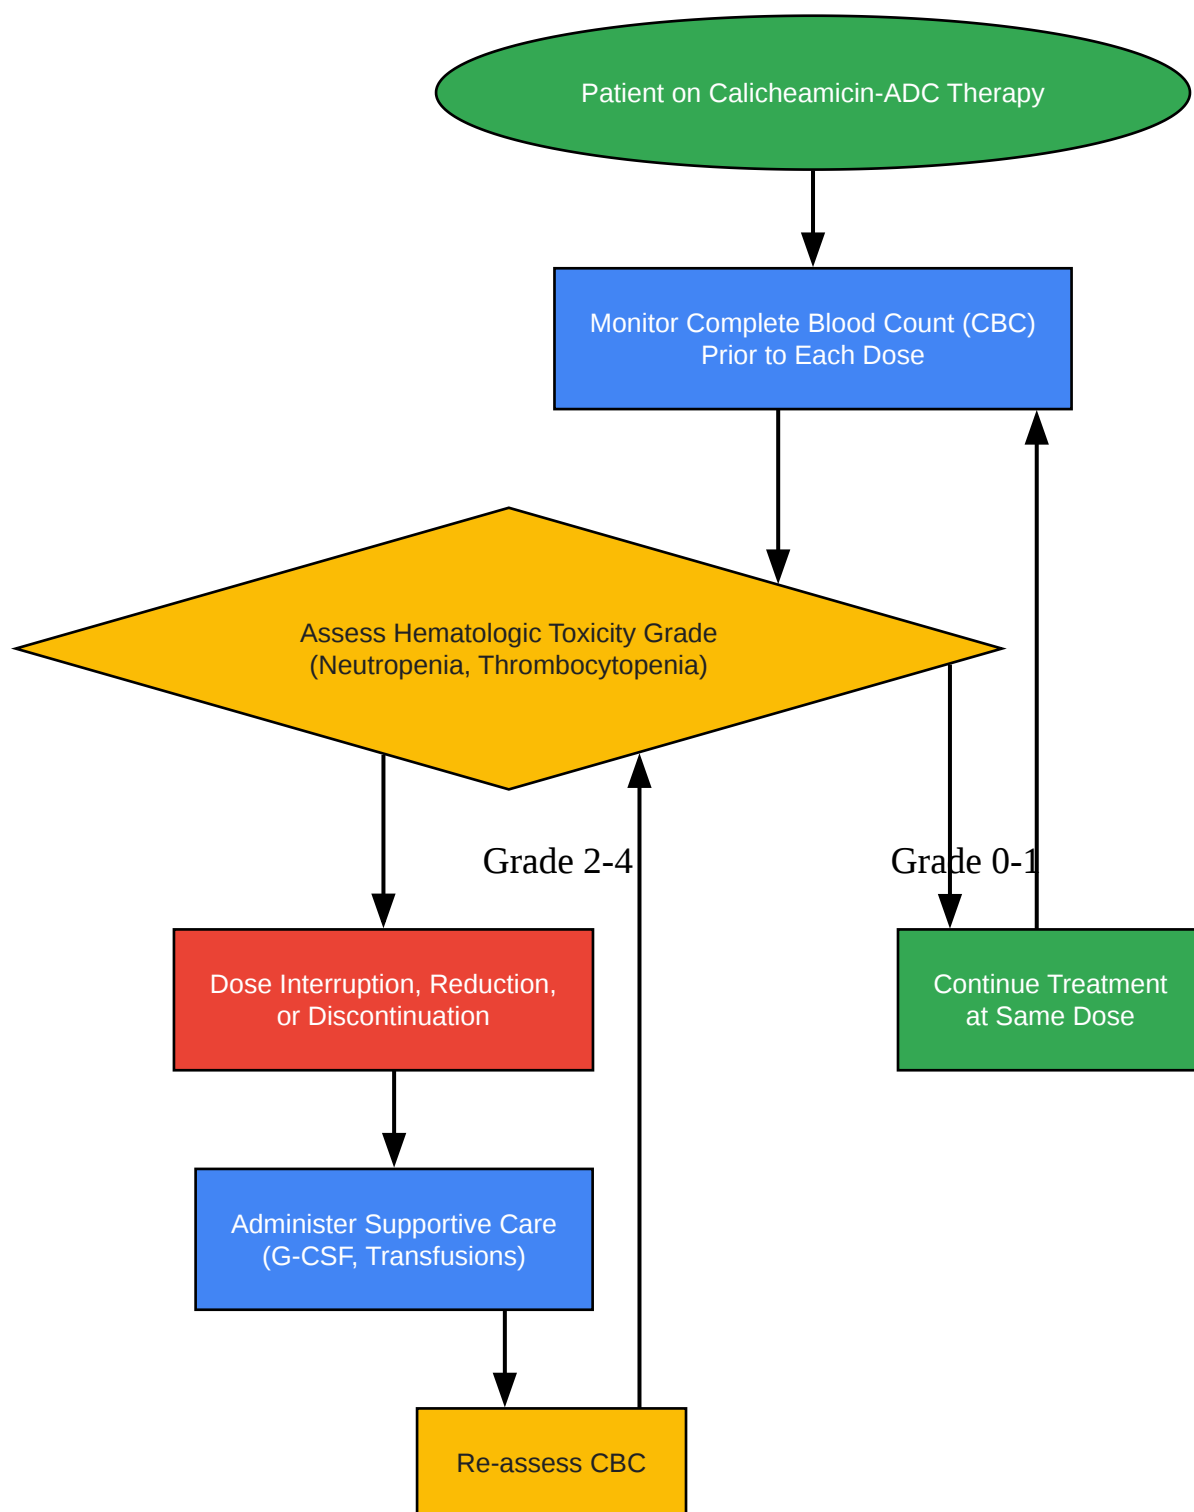 Patient on Calicheamicin-ADC Therapy
Monitor Complete Blood Count (CBC)
Prior to Each Dose
Assess Hematologic Toxicity Grade
(Neutropenia, Thrombocytopenia)
Grade 2-4
Grade 0-1
Dose Interruption, Reduction,
or Discontinuation
Continue Treatment
at Same Dose
Administer Supportive Care
(G-CSF, Transfusions)
Re-assess CBC